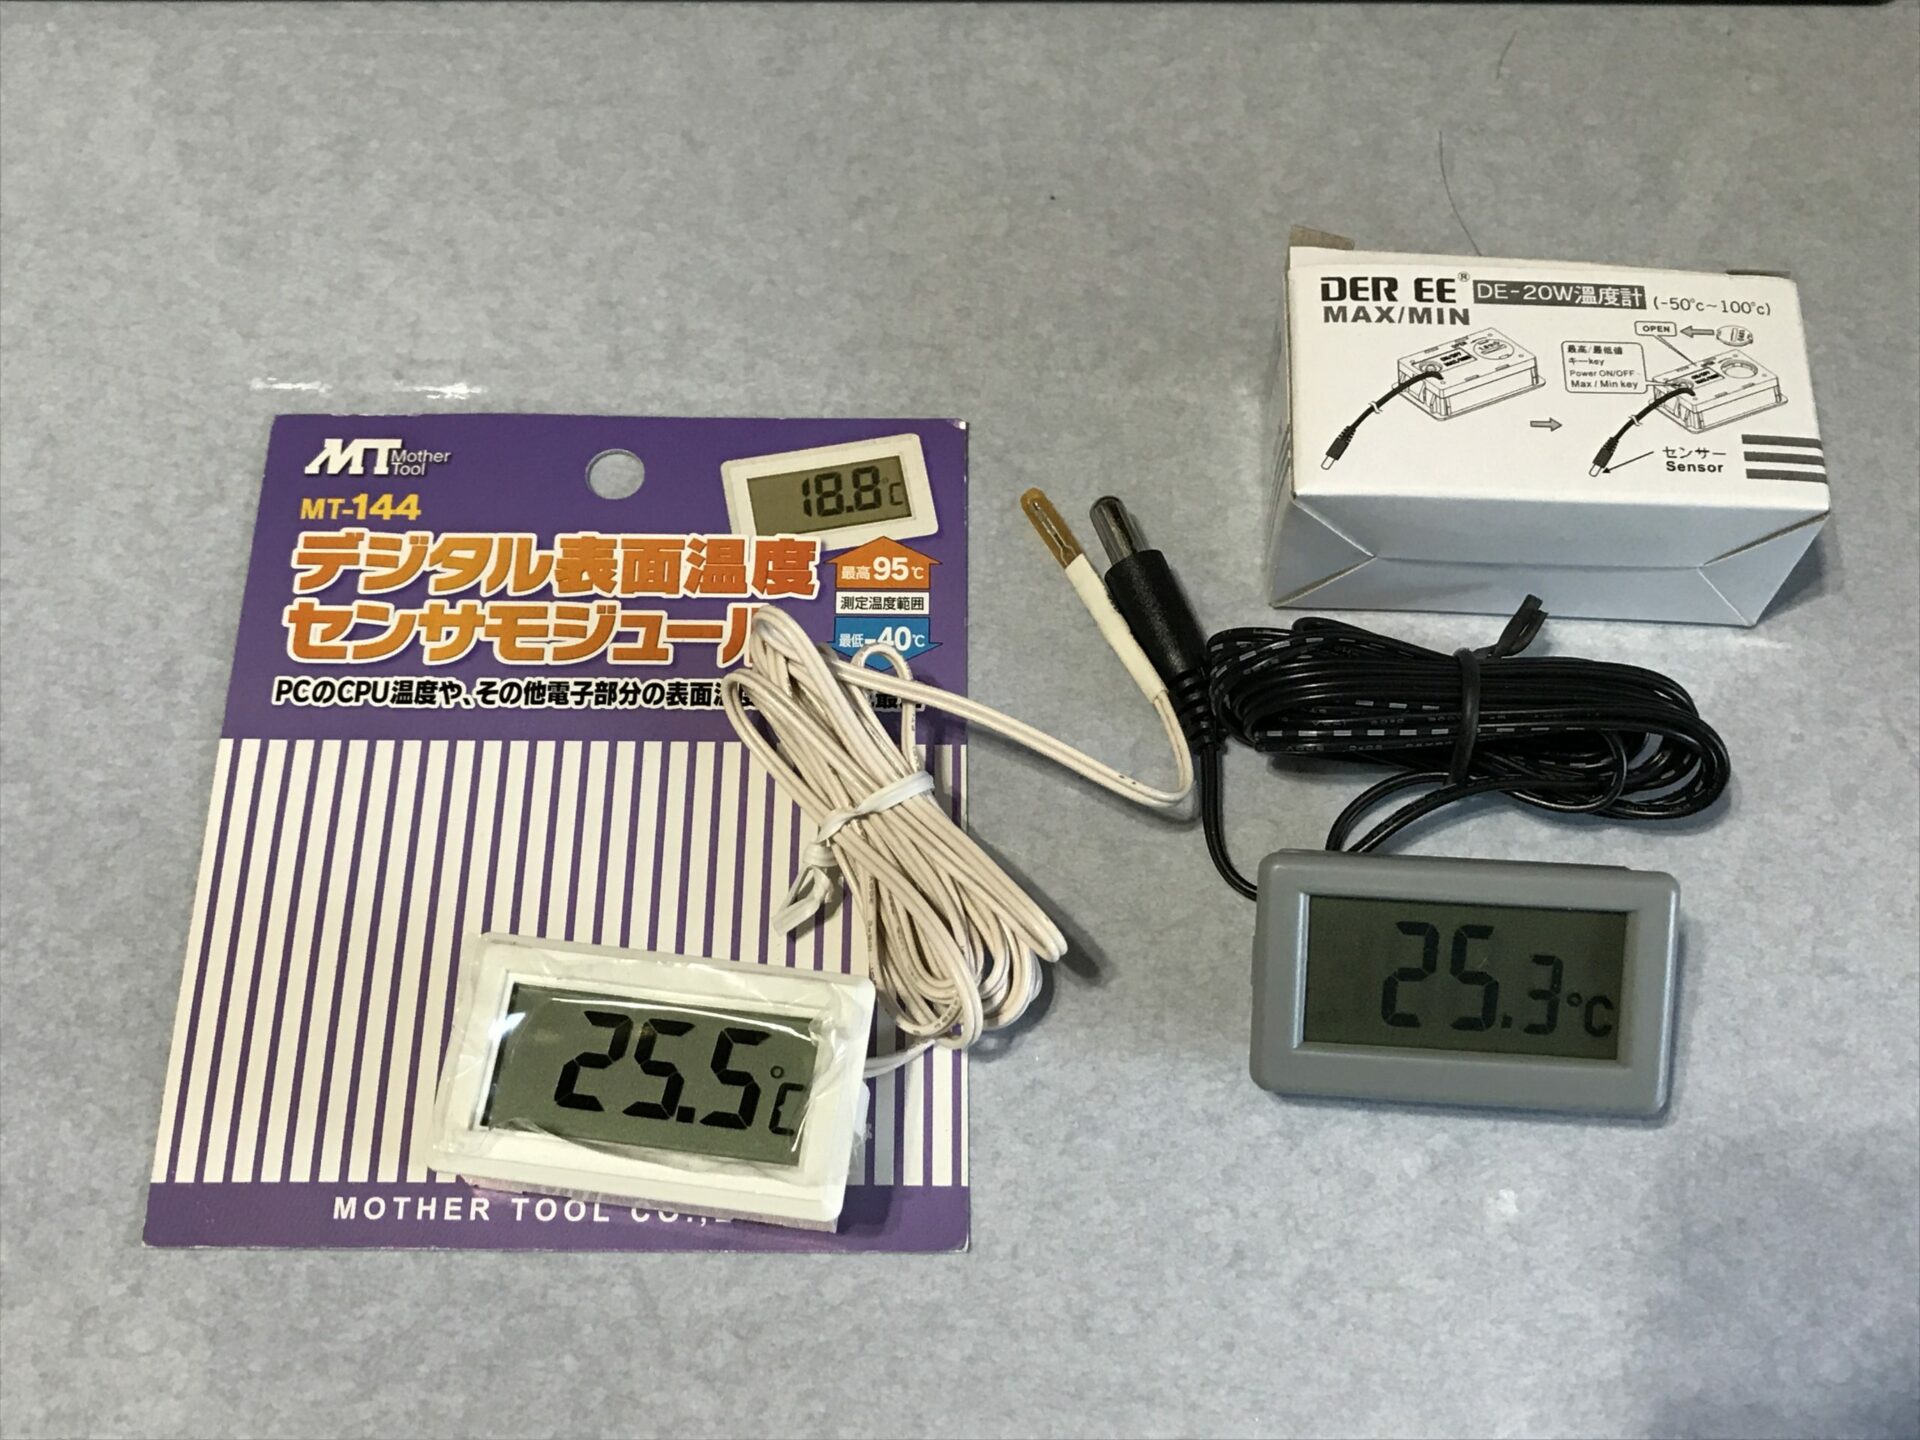 MT Mother Tool
MT-144
18.8℃
デジタル表面温度
センサモジュール
最高95℃
測定温度範囲
最低-40℃
PCのCPU温度や、その他電子部分の表面温度
MOTHER TOOL CO.,
25.5℃
DER EE® DE-20W溫度計 (-50℃~100℃)
MAX/MIN
OPEN
最高/最低値
キーkey
Power ON/OFF
Max / Min key
センサー
Sensor
25.3℃